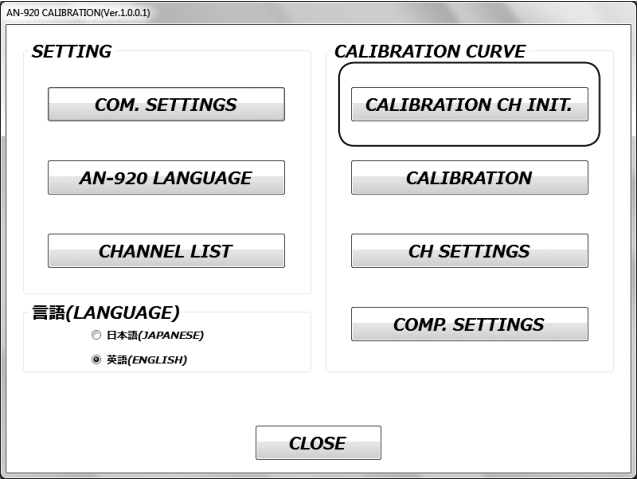 AN-920 CALIBRATION(Ver.1.0.0.1)
SETTING
COM. SETTINGS
AN-920 LANGUAGE
CHANNEL LIST
言語(LANGUAGE)
日本語(JAPANESE)
英語(ENGLISH)
CALIBRATION CURVE
CALIBRATION CH INIT.
CALIBRATION
CH SETTINGS
COMP. SETTINGS
CLOSE